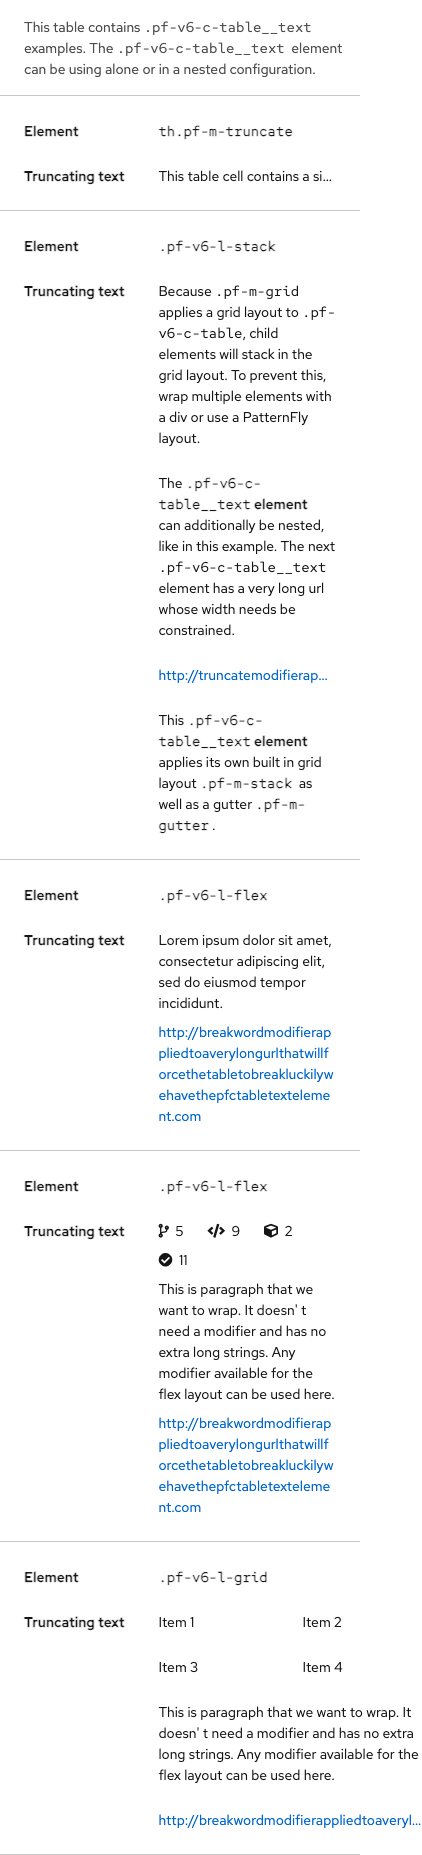 This table contains .pf-v6-c-table__text
examples. The .pf-v6-c-table__text element
can be using alone or in a nested configuration.
Element th.pf-m-truncate
Truncating text This table cell contains a si...
Element .pf-v6-l-stack
Truncating text Because .pf-m-grid
applies a grid layout to .pf-
v6-c-table, child
elements will stack in the
grid layout. To prevent this,
wrap multiple elements with
a div or use a PatternFly
layout.
The .pf-v6-c-
table__text element
can additionally be nested,
like in this example. The next
.pf-v6-c-table__text
element has a very long url
whose width needs be
constrained.
http://truncatemodifierap...
This .pf-v6-c-
table__text element
applies its own built in grid
layout .pf-m-stack as
well as a gutter .pf-m-
gutter.
Element .pf-v6-l-flex
Truncating text Lorem ipsum dolor sit amet,
consectetur adipiscing elit,
sed do eiusmod tempor
incididunt.
http://breakwordmodifierap
pliedtoaverylongurlthatwillf
orcethetabletobreakluckilyw
ehavethepfctabletexteleme
nt.com
Element .pf-v6-l-flex
Truncating text 5 9 2
11
This is paragraph that we
want to wrap. It doesn' t
need a modifier and has no
extra long strings. Any
modifier available for the
flex layout can be used here.
http://breakwordmodifierap
pliedtoaverylongurlthatwillf
orcethetabletobreakluckilyw
ehavethepfctabletexteleme
nt.com
Element .pf-v6-l-grid
Truncating text Item 1 Item 2
Item 3 Item 4
This is paragraph that we want to wrap. It
doesn' t need a modifier and has no extra
long strings. Any modifier available for the
flex layout can be used here.
http://breakwordmodifierappliedtoaveryl...